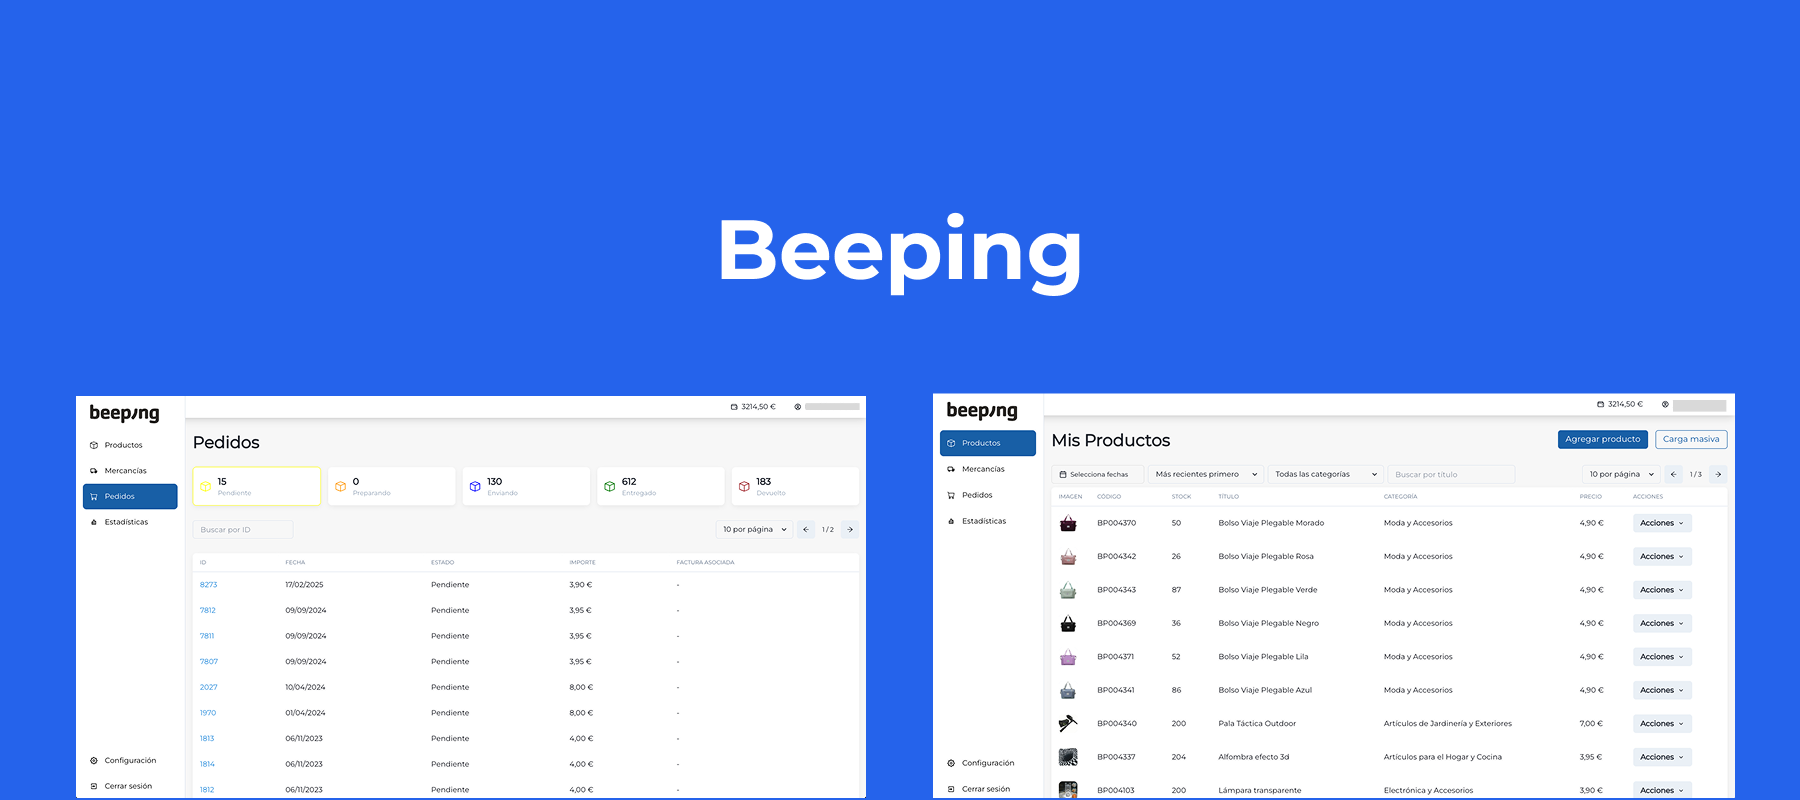 Beeping
beeping
3214,50 €
Productos
Mercancías
Pedidos
Estadísticas
Configuración
Cerrar sesión
Pedidos
15 Pendiente
0 Preparando
130 Enviando
612 Entregado
183 Devuelto
Buscar por ID
10 por página
1 / 2
ID FECHA ESTADO IMPORTE FACTURA ASOCIADA
8273 17/02/2025 Pendiente 3,90 € -
7812 09/09/2024 Pendiente 3,95 € -
7811 09/09/2024 Pendiente 3,95 € -
7807 09/09/2024 Pendiente 3,95 € -
2027 10/04/2024 Pendiente 8,00 € -
1970 01/04/2024 Pendiente 8,00 € -
1813 06/11/2023 Pendiente 4,00 € -
1814 06/11/2023 Pendiente 4,00 € -
1812 06/11/2023 Pendiente 4,00 € -
beeping
3214,50 €
Productos
Mercancías
Pedidos
Estadísticas
Configuración
Cerrar sesión
Mis Productos
Agregar producto Carga masiva
Selecciona fechas Más recientes primero Todas las categorías Buscar por título 10 por página 1 / 3
IMAGEN CÓDIGO STOCK TÍTULO CATEGORÍA PRECIO ACCIONES
BP004370 50 Bolso Viaje Plegable Morado Moda y Accesorios 4,90 € Acciones
BP004342 26 Bolso Viaje Plegable Rosa Moda y Accesorios 4,90 € Acciones
BP004343 87 Bolso Viaje Plegable Verde Moda y Accesorios 4,90 € Acciones
BP004369 36 Bolso Viaje Plegable Negro Moda y Accesorios 4,90 € Acciones
BP004371 52 Bolso Viaje Plegable Lila Moda y Accesorios 4,90 € Acciones
BP004341 86 Bolso Viaje Plegable Azul Moda y Accesorios 4,90 € Acciones
BP004340 200 Pala Táctica Outdoor Artículos de Jardinería y Exteriores 7,00 € Acciones
BP004337 204 Alfombra efecto 3d Artículos para el Hogar y Cocina 3,95 € Acciones
BP004103 200 Lámpara transparente Electrónica y Accesorios 3,90 € Acciones